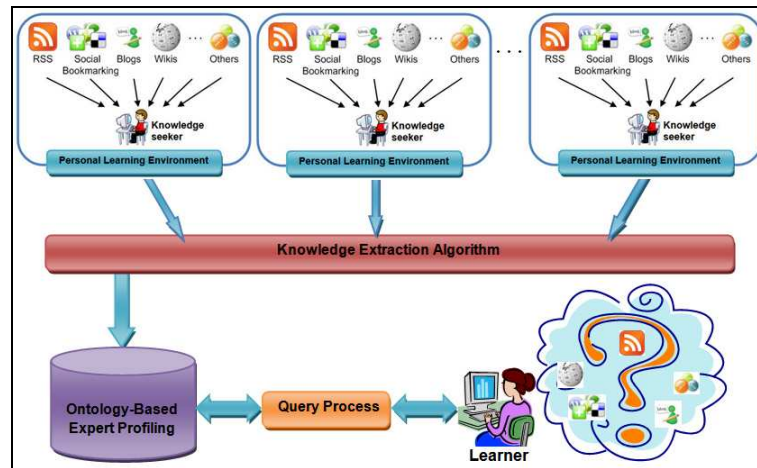 RSS Social Bookmarking Blogs Wikis ... Others
Knowledge seeker
Personal Learning Environment
RSS Social Bookmarking Blogs Wikis ... Others
Knowledge seeker
Personal Learning Environment
. . .
RSS Social Bookmarking Blogs Wikis ... Others
Knowledge seeker
Personal Learning Environment
Knowledge Extraction Algorithm
Ontology-Based
Expert Profiling
Query Process
Learner